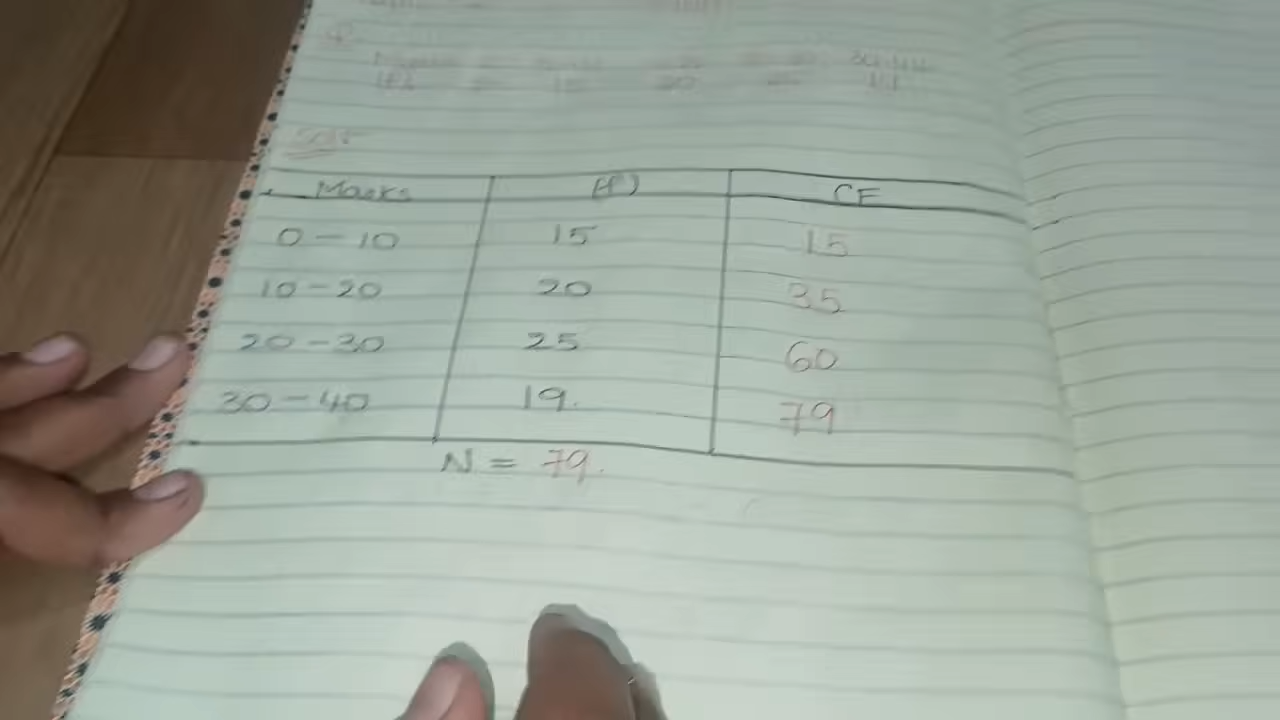 Marks (f) CF
0 - 10 15 15
10 - 20 20 35
20 - 30 25 60
30 - 40 19. 79
N = 79.